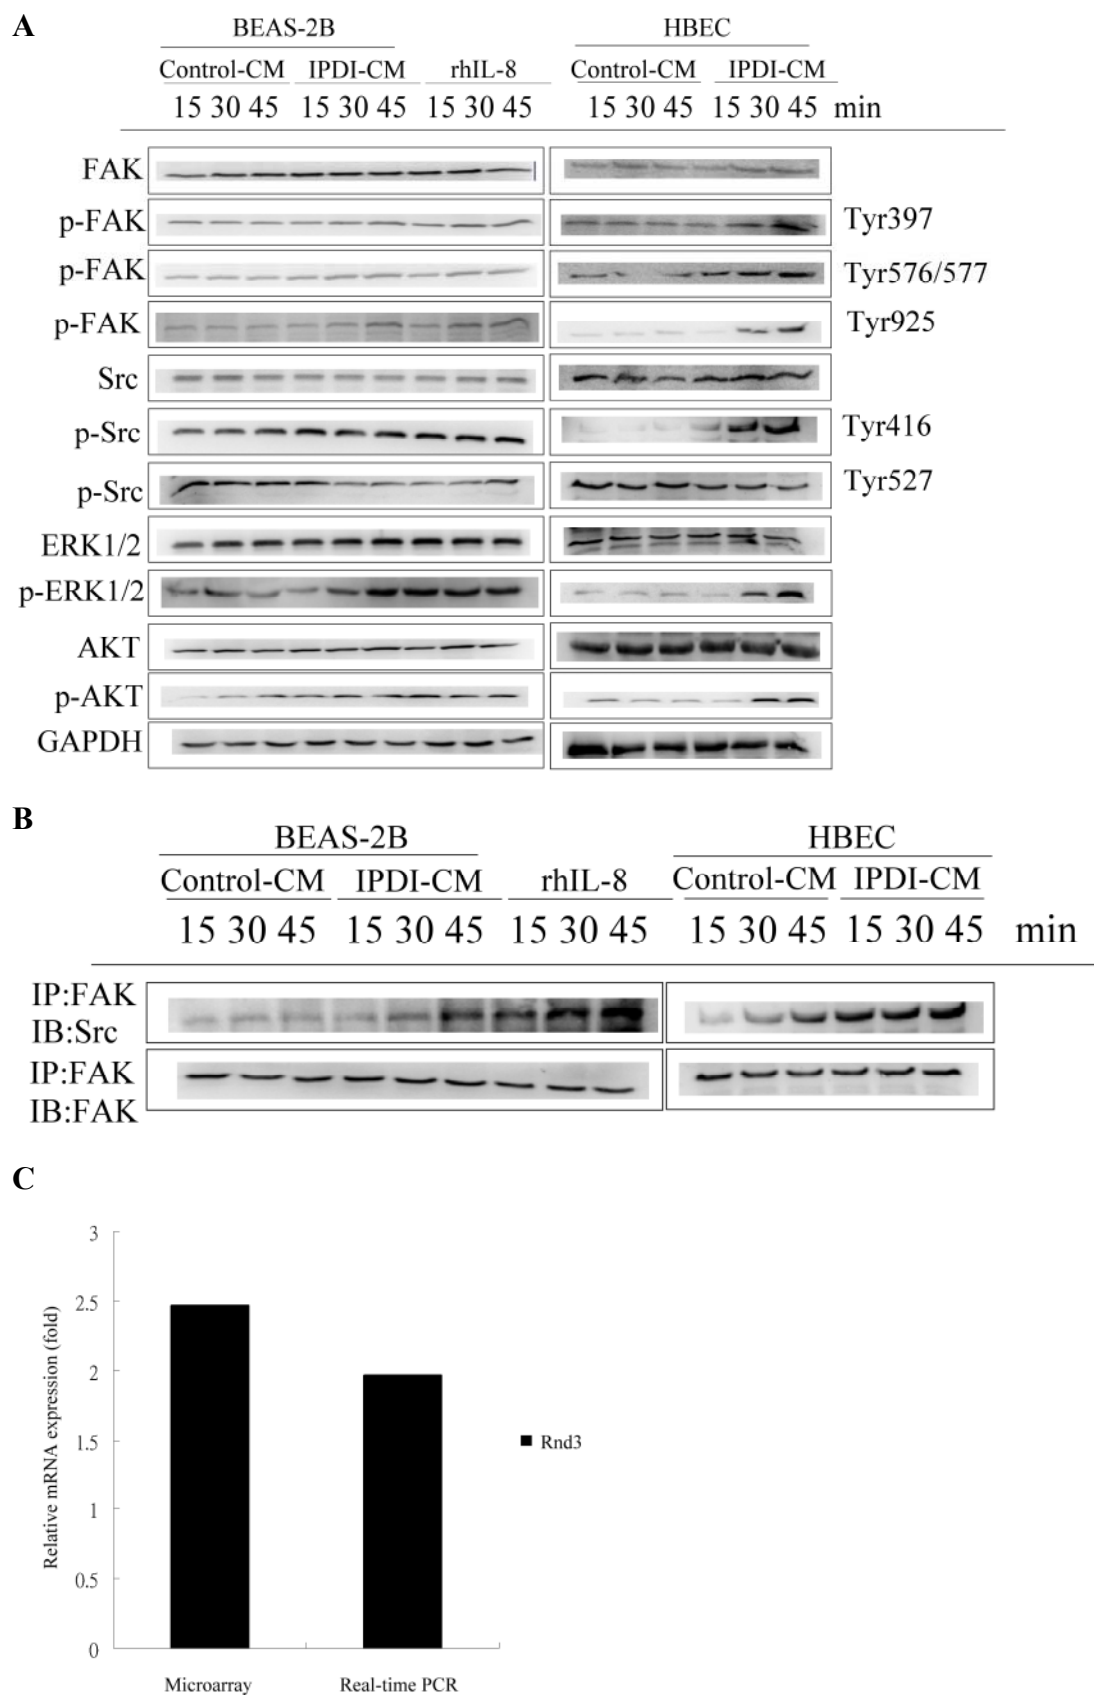 A
BEAS-2B HBEC
Control-CM IPDI-CM rhIL-8 Control-CM IPDI-CM
15 30 45 15 30 45 15 30 45 15 30 45 15 30 45 min
FAK
p-FAK Tyr397
p-FAK Tyr576/577
p-FAK Tyr925
Src
p-Src Tyr416
p-Src Tyr527
ERK1/2
p-ERK1/2
AKT
p-AKT
GAPDH
B
BEAS-2B HBEC
Control-CM IPDI-CM rhIL-8 Control-CM IPDI-CM
15 30 45 15 30 45 15 30 45 15 30 45 15 30 45 min
IP:FAK
IB:Src
IP:FAK
IB:FAK
C
Relative mRNA expression (fold)
3
2.5
2
1.5
1
0.5
0
Microarray Real-time PCR
Rnd3